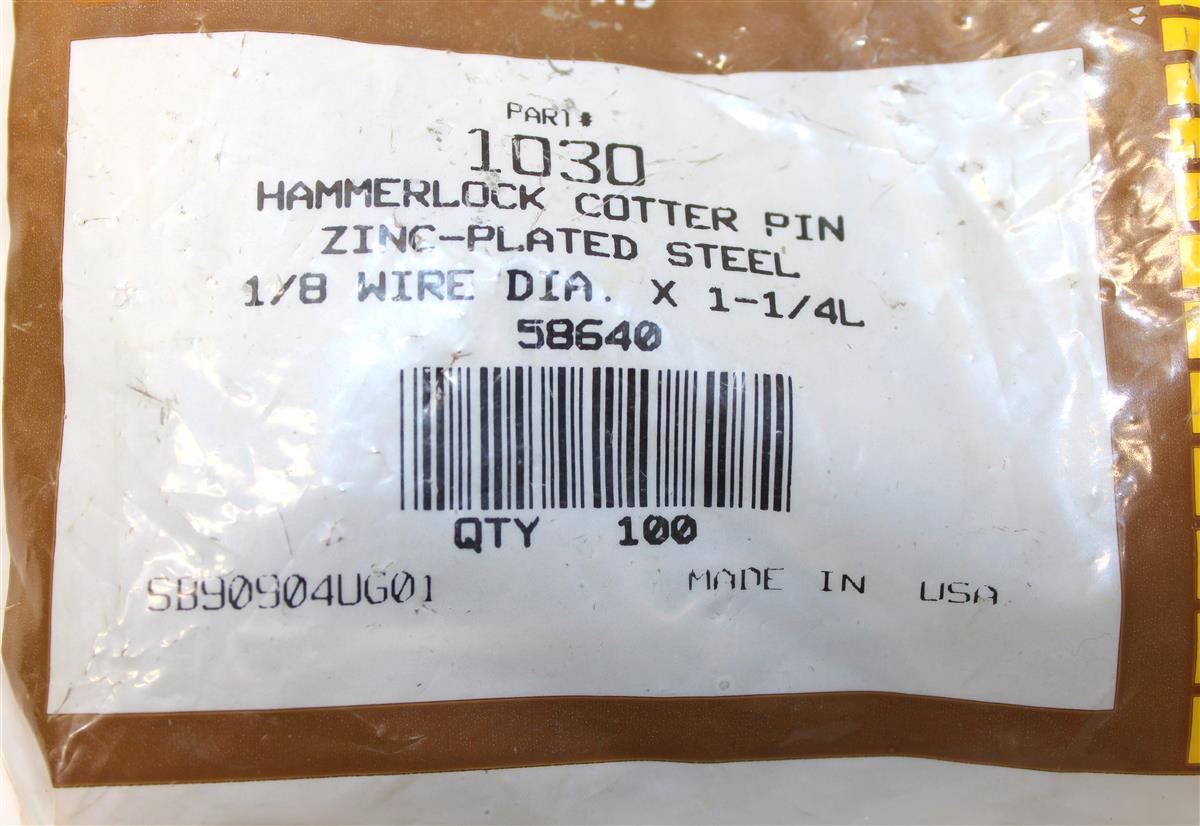 PART#
1030
HAMMERLOCK COTTER PIN
ZINC-PLATED STEEL
1/8 WIRE DIA. X 1-1/4L
58640
QTY 100
SB90904UG01
MADE IN USA